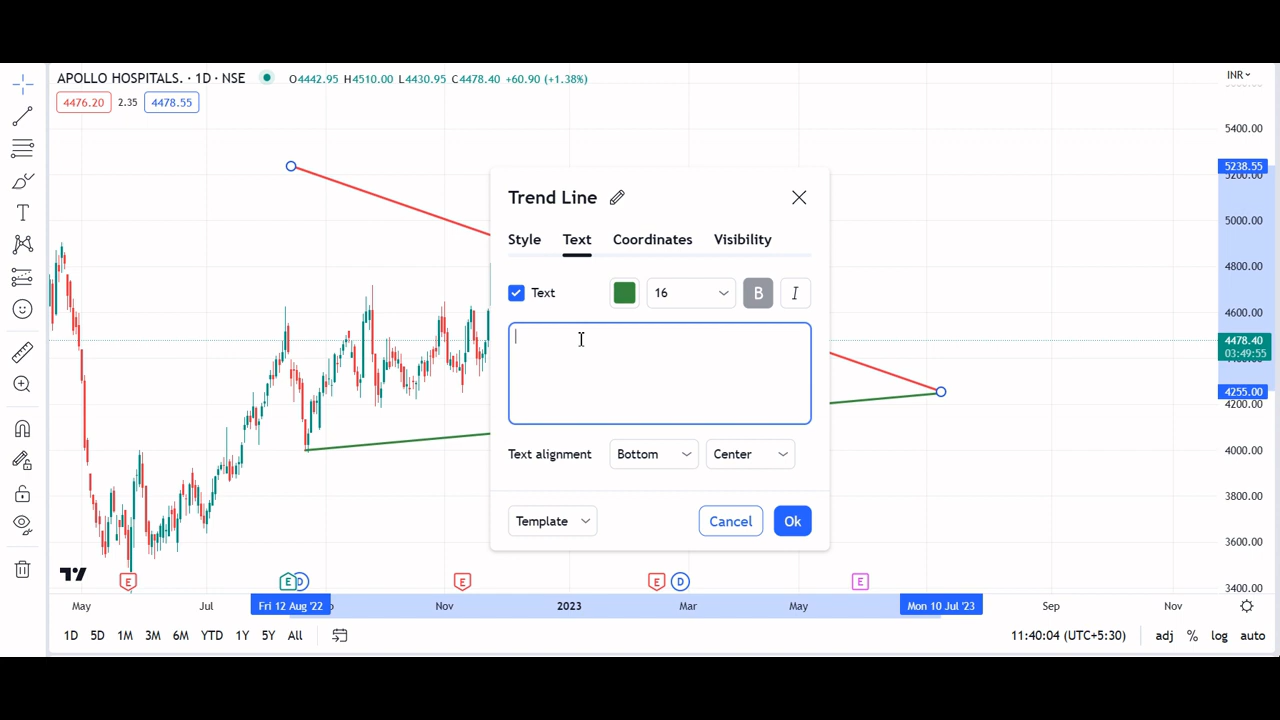 APOLLO HOSPITALS. · 1D · NSE
O4442.95 H4510.00 L4430.95 C4478.40 +60.90 (+1.38%)
INR
4476.20 2.35 4478.55
5400.00
5238.55
5200.00
5000.00
4800.00
4600.00
4478.40
03:49:55
4255.00
4200.00
4000.00
3800.00
3600.00
3400.00
Trend Line
Style Text Coordinates Visibility
Text 16 B I
Text alignment Bottom Center
Template Cancel Ok
E E D E E D E
May Jul Fri 12 Aug '22 Nov 2023 Mar May Mon 10 Jul '23 Sep Nov
1D 5D 1M 3M 6M YTD 1Y 5Y All 11:40:04 (UTC+5:30) adj % log auto